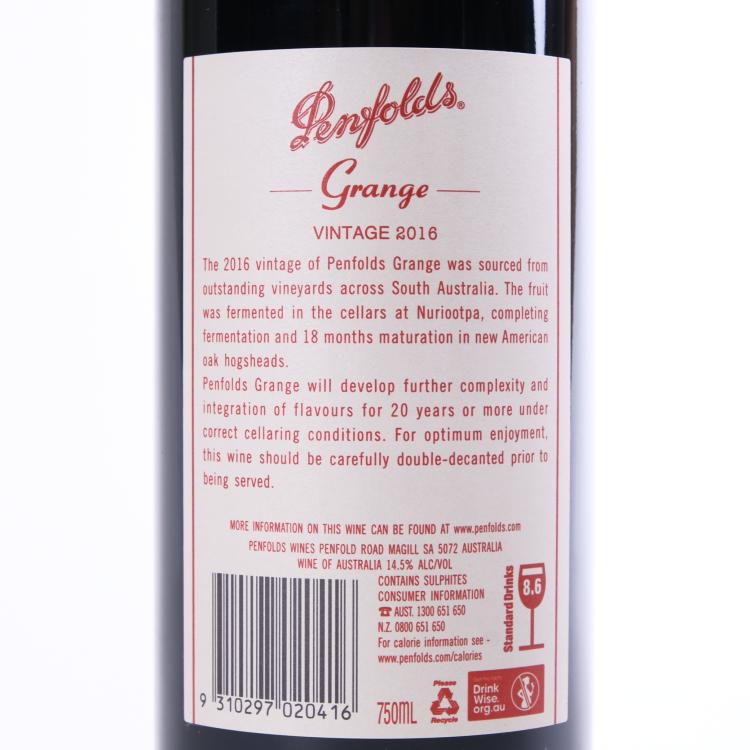 Penfolds®
Grange
VINTAGE 2016
The 2016 vintage of Penfolds Grange was sourced from
outstanding vineyards across South Australia. The fruit
was fermented in the cellars at Nuriootpa, completing
fermentation and 18 months maturation in new American
oak hogsheads.
Penfolds Grange will develop further complexity and
integration of flavours for 20 years or more under
correct cellaring conditions. For optimum enjoyment,
this wine should be carefully double-decanted prior to
being served.
MORE INFORMATION ON THIS WINE CAN BE FOUND AT www.penfolds.com
PENFOLDS WINES PENFOLD ROAD MAGILL SA 5072 AUSTRALIA
WINE OF AUSTRALIA 14.5% ALC/VOL
CONTAINS SULPHITES
CONSUMER INFORMATION
☎ AUST. 1300 651 650
N.Z. 0800 651 650
For calorie information see -
www.penfolds.com/calories
Standard Drinks
8.6
9 310297 020416
750ML
Please
Recycle
Drink
Wise.
org.au